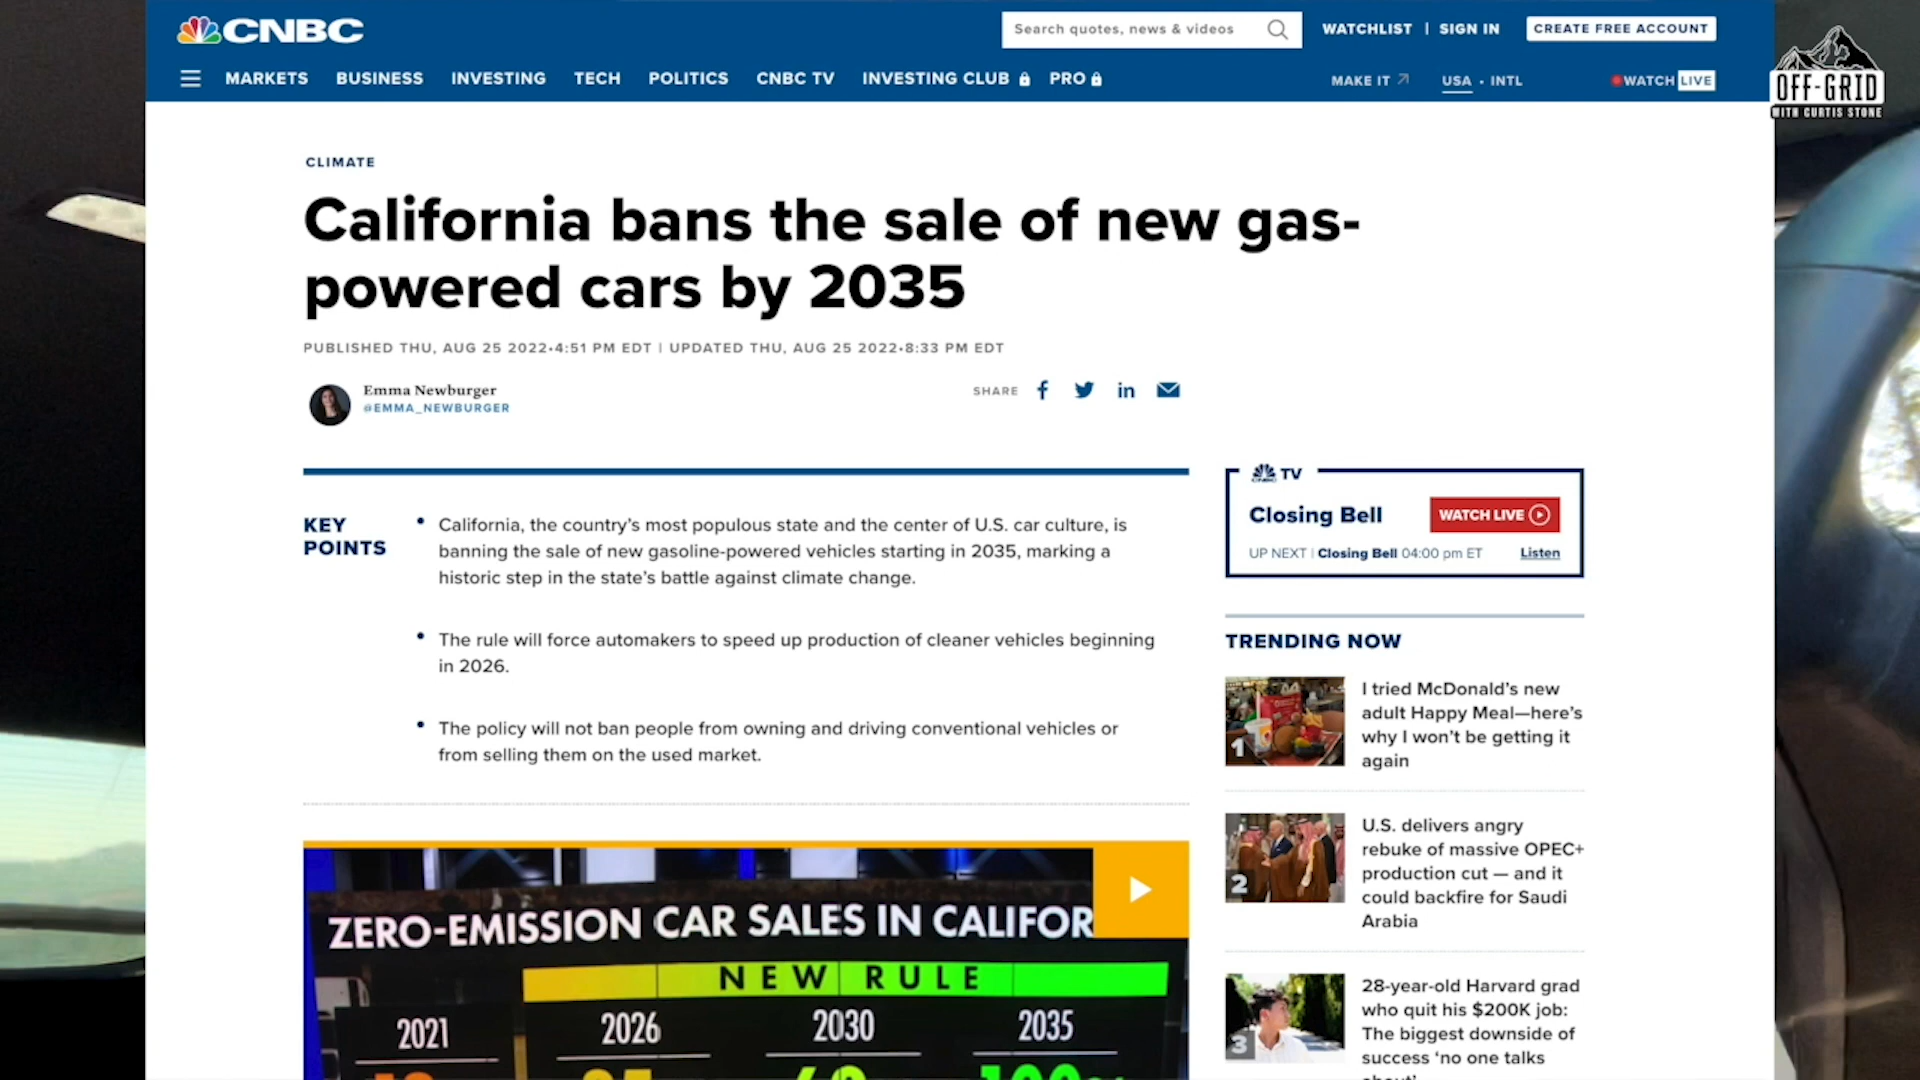 CNBC
Search quotes, news & videos
WATCHLIST | SIGN IN
CREATE FREE ACCOUNT
MARKETS BUSINESS INVESTING TECH POLITICS CNBC TV INVESTING CLUB PRO
MAKE IT USA • INTL
WATCH LIVE
OFF-GRID
WITH CURTIS STONE
CLIMATE
California bans the sale of new gas-
powered cars by 2035
PUBLISHED THU, AUG 25 2022•4:51 PM EDT | UPDATED THU, AUG 25 2022•8:33 PM EDT
Emma Newburger
@EMMA_NEWBURGER
SHARE
KEY
POINTS
California, the country's most populous state and the center of U.S. car culture, is
banning the sale of new gasoline-powered vehicles starting in 2035, marking a
historic step in the state's battle against climate change.
The rule will force automakers to speed up production of cleaner vehicles beginning
in 2026.
The policy will not ban people from owning and driving conventional vehicles or
from selling them on the used market.
ZERO-EMISSION CAR SALES IN CALIFOR
NEW RULE
2021 2026 2030 2035
CNBC TV
Closing Bell
WATCH LIVE
UP NEXT | Closing Bell 04:00 pm ET
Listen
TRENDING NOW
1
I tried McDonald's new
adult Happy Meal—here's
why I won't be getting it
again
2
U.S. delivers angry
rebuke of massive OPEC+
production cut — and it
could backfire for Saudi
Arabia
3
28-year-old Harvard grad
who quit his $200K job:
The biggest downside of
success 'no one talks